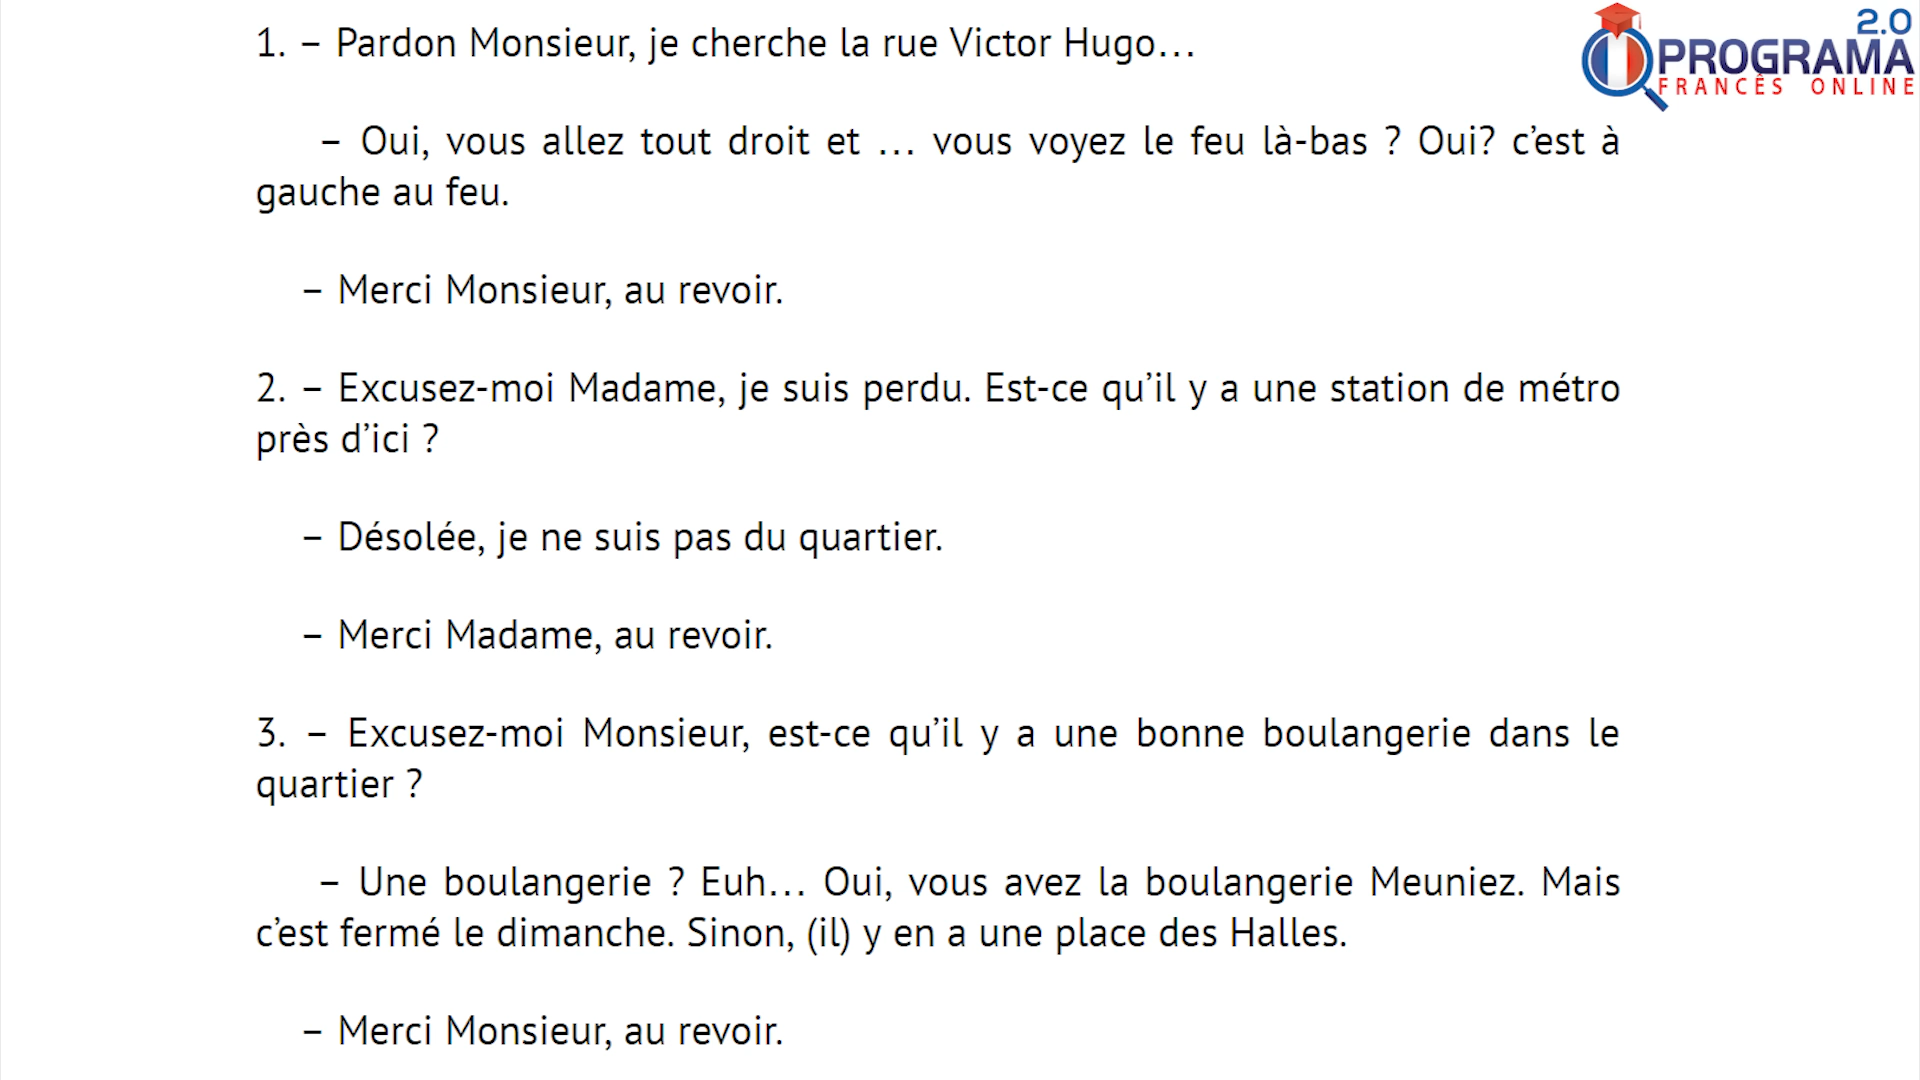 1. – Pardon Monsieur, je cherche la rue Victor Hugo…
2.0
PROGRAMA
FRANCÊS ONLINE
– Oui, vous allez tout droit et … vous voyez le feu là-bas ? Oui? c’est à
gauche au feu.
– Merci Monsieur, au revoir.
2. – Excusez-moi Madame, je suis perdu. Est-ce qu’il y a une station de métro
près d’ici ?
– Désolée, je ne suis pas du quartier.
– Merci Madame, au revoir.
3. – Excusez-moi Monsieur, est-ce qu’il y a une bonne boulangerie dans le
quartier ?
– Une boulangerie ? Euh… Oui, vous avez la boulangerie Meuniez. Mais
c’est fermé le dimanche. Sinon, (il) y en a une place des Halles.
– Merci Monsieur, au revoir.